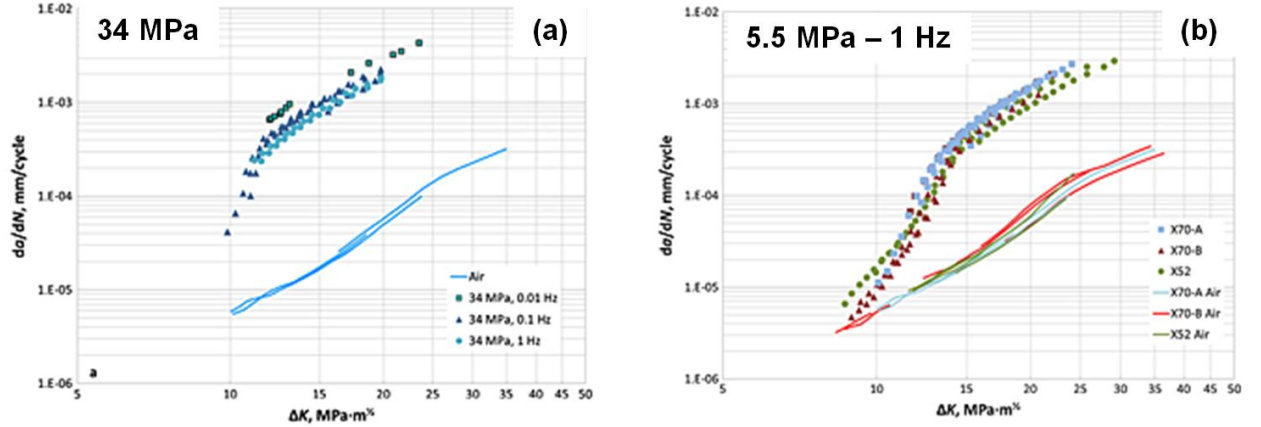 34 MPa
(a)
1.E-02
1.E-03
1.E-04
1.E-05
1.E-06
da/dN, mm/cycle
Air
34 MPa, 0.01 Hz
34 MPa, 0.1 Hz
34 MPa, 1 Hz
a
5 10 15 20 25 30 35 40 45 50
ΔK, MPa·m½
5.5 MPa – 1 Hz
(b)
1.E-02
1.E-03
1.E-04
1.E-05
1.E-06
da/dN, mm/cycle
X70-A
X70-B
X52
X70-A Air
X70-B Air
X52 Air
5 10 15 20 25 30 35 40 45 50
ΔK, MPa·m½